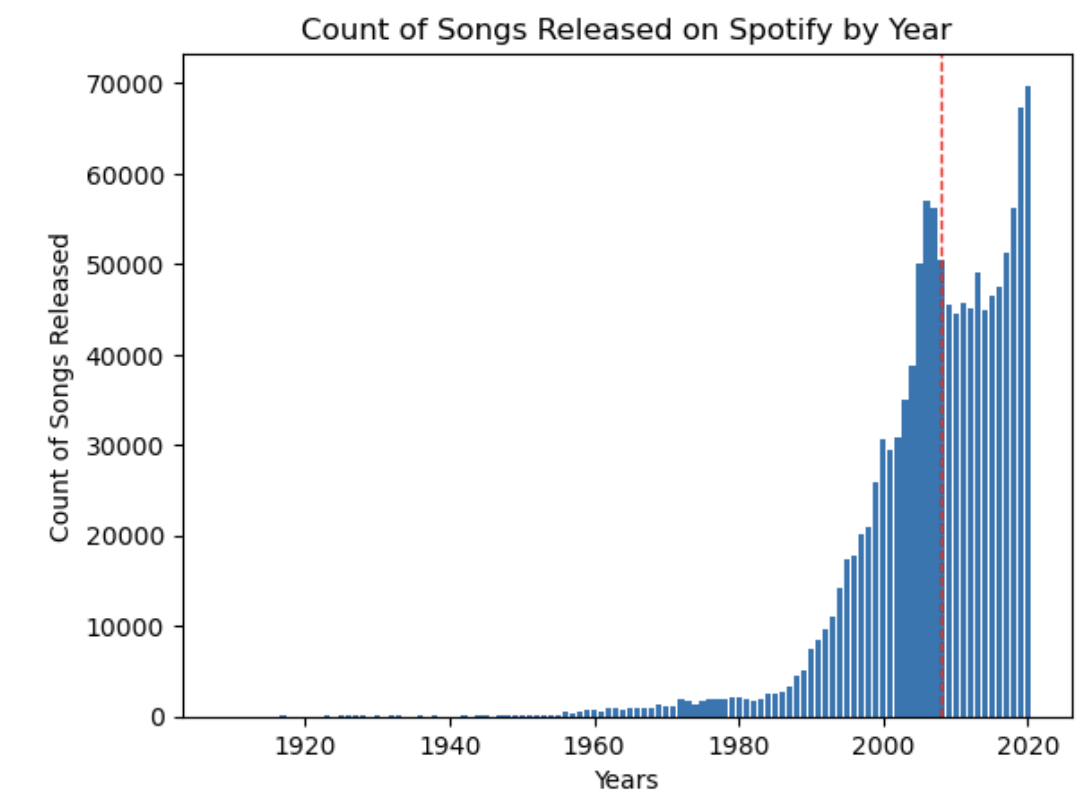 Count of Songs Released on Spotify by Year
70000
60000
50000
40000
30000
20000
10000
0
Count of Songs Released
1920 1940 1960 1980 2000 2020
Years